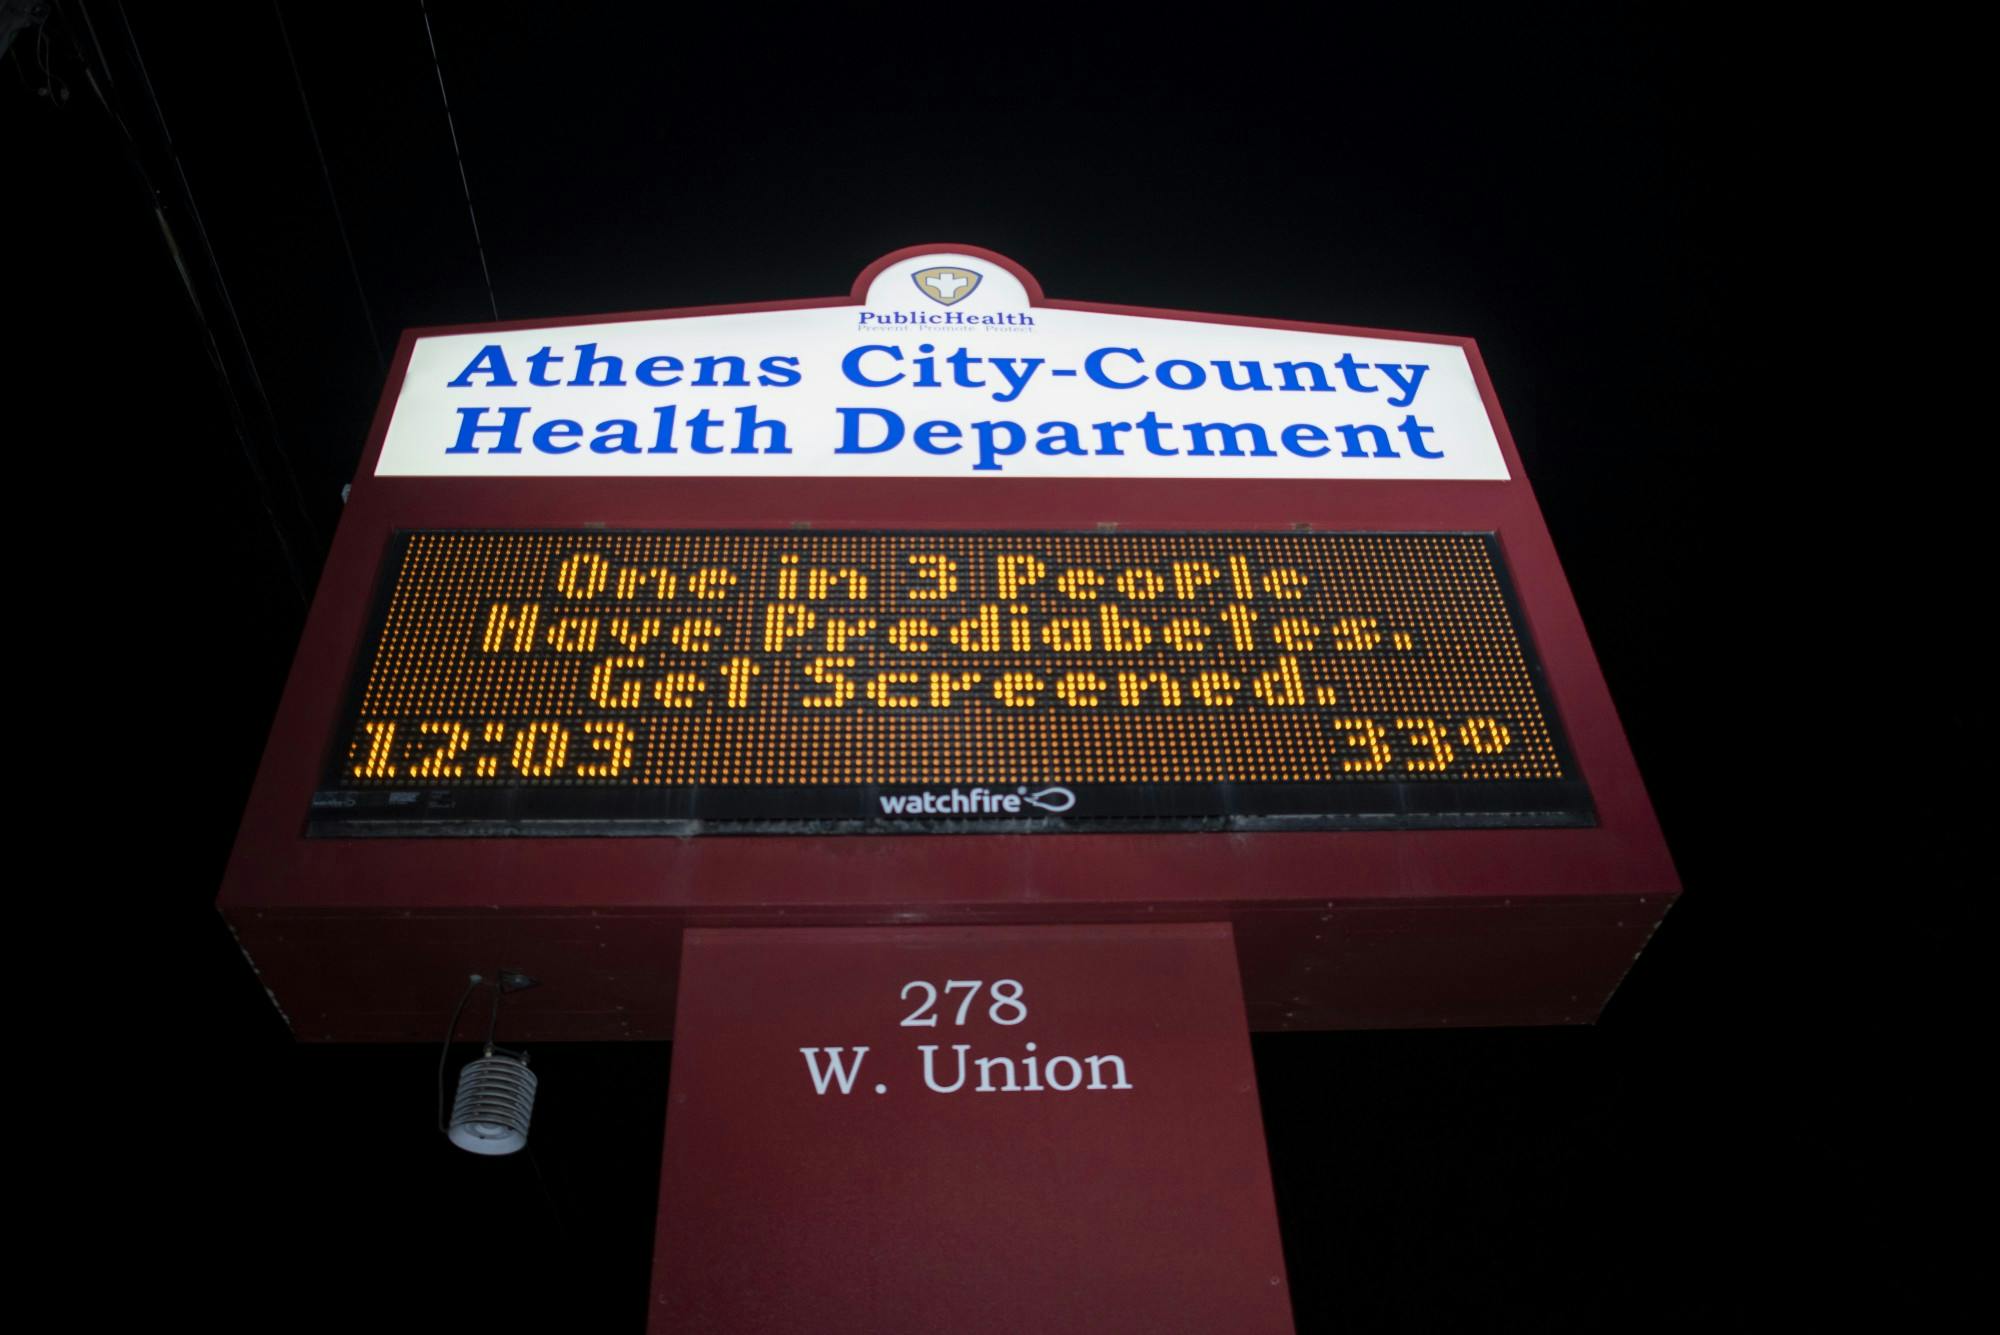 PublicHealth
Prevent. Promote. Protect.
Athens City-County
Health Department
One in 3 People
Have Prediabetes.
Get Screened.
12:03 33°
watchfire
278
W. Union